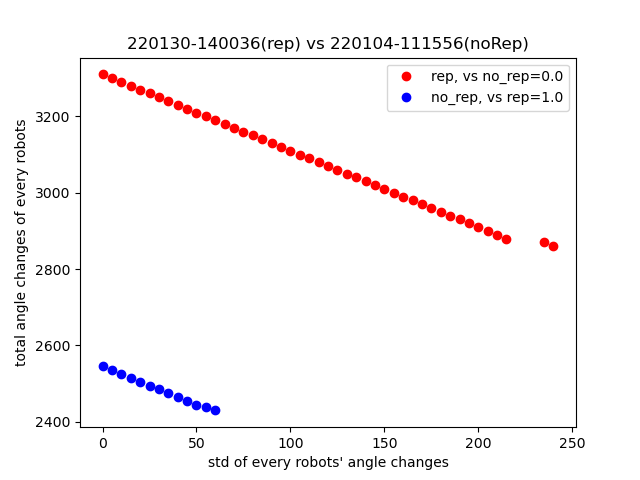 220130-140036(rep) vs 220104-111556(noRep)
rep, vs no_rep=0.0
no_rep, vs rep=1.0
total angle changes of every robots
3200
3000
2800
2600
2400
0 50 100 150 200 250
std of every robots' angle changes